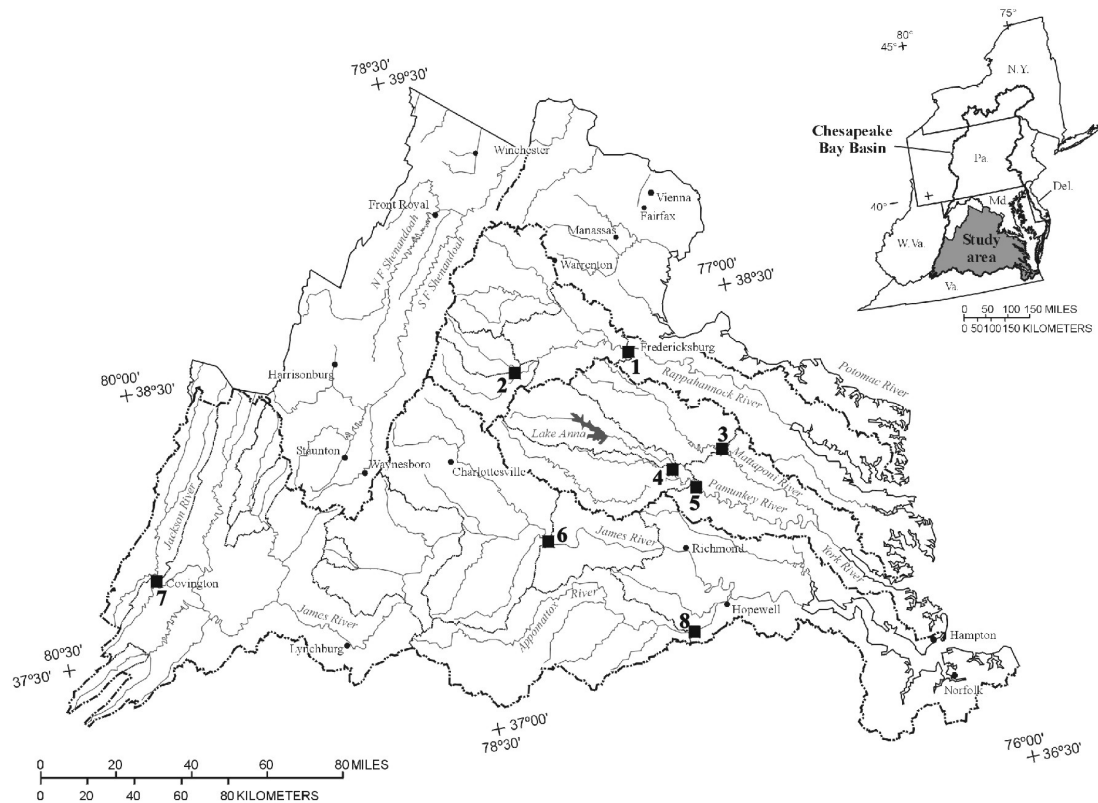 75°
80°
45°
N.Y.
78°30'
39°30'
Chesapeake
Bay Basin
Pa.
Winchester
Vienna
Del.
Front Royal
Fairfax
40°
Md.
N F Shenandoah
S F Shenandoah
Manassas
W.Va.
Study
area
Warrenton
77°00'
38°30'
Va.
0 50 100 150 MILES
0 50 100 150 KILOMETERS
Fredericksburg
1
Harrisonburg
2
Rappahannock River
Potomac River
80°00'
38°30'
Lake Anna
3
Staunton
Waynesboro
Charlottesville
4
Mattaponi River
5
Pamunkey River
Jackson River
6
James River
Richmond
York River
7
Covington
James River
Appomattox River
Hopewell
8
Lynchburg
Hampton
80°30'
37°30'
Norfolk
37°00'
78°30'
76°00'
36°30'
0 20 40 60 80 MILES
0 20 40 60 80 KILOMETERS